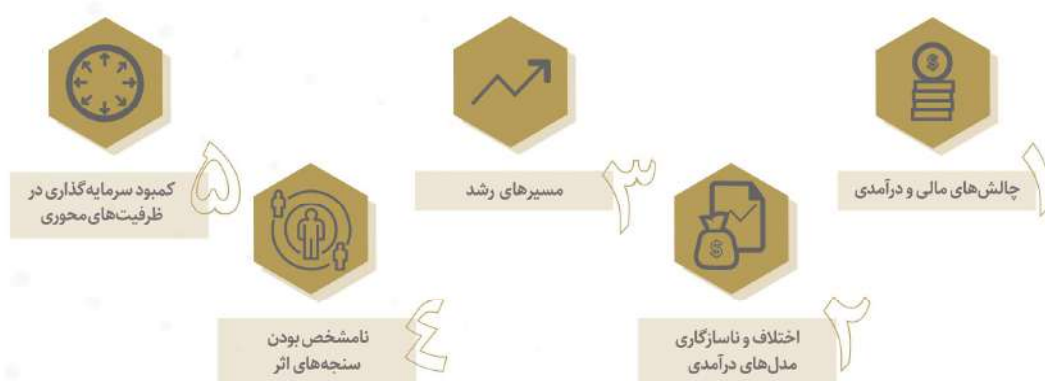 ۱
چالش‌های مالی و درآمدی
۲
اختلاف و ناسازگاری
مدل‌های درآمدی
۳
مسیرهای رشد
۴
نامشخص بودن
سنجه‌های اثر
۵
کمبود سرمایه‌گذاری در
ظرفیت‌های محوری